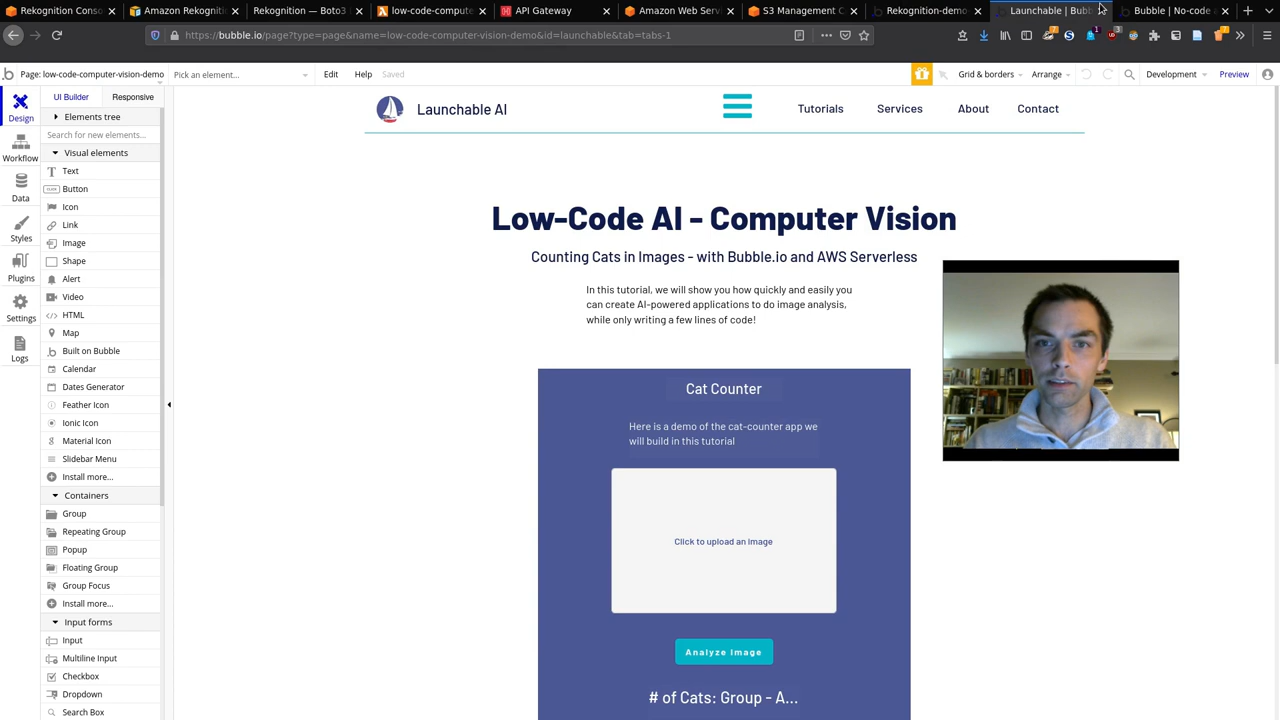 Rekognition Conso
Amazon Rekogniti
Rekognition — Boto3
low-code-compute
API Gateway
Amazon Web Serv
S3 Management C
Rekognition-demo
Launchable | Bubb
Bubble | No-code a
https://bubble.io/page?type=page&name=low-code-computer-vision-demo&id=launchable&tab=tabs-1
Page: low-code-computer-vision-demo
Pick an element...
Edit
Help
Saved
Grid & borders
Arrange
Development
Preview
Design
Workflow
Data
Styles
Plugins
Settings
Logs
UI Builder
Responsive
Elements tree
Search for new elements...
Visual elements
Text
Button
Icon
Link
Image
Shape
Alert
Video
HTML
Map
Built on Bubble
Calendar
Dates Generator
Feather Icon
Ionic Icon
Material Icon
Slidebar Menu
Install more...
Containers
Group
Repeating Group
Popup
Floating Group
Group Focus
Install more...
Input forms
Input
Multiline Input
Checkbox
Dropdown
Search Box
Launchable AI
Tutorials
Services
About
Contact
Low-Code AI - Computer Vision
Counting Cats in Images - with Bubble.io and AWS Serverless
In this tutorial, we will show you how quickly and easily you
can create AI-powered applications to do image analysis,
while only writing a few lines of code!
Cat Counter
Here is a demo of the cat-counter app we
will build in this tutorial
Click to upload an image
Analyze Image
# of Cats: Group - A...